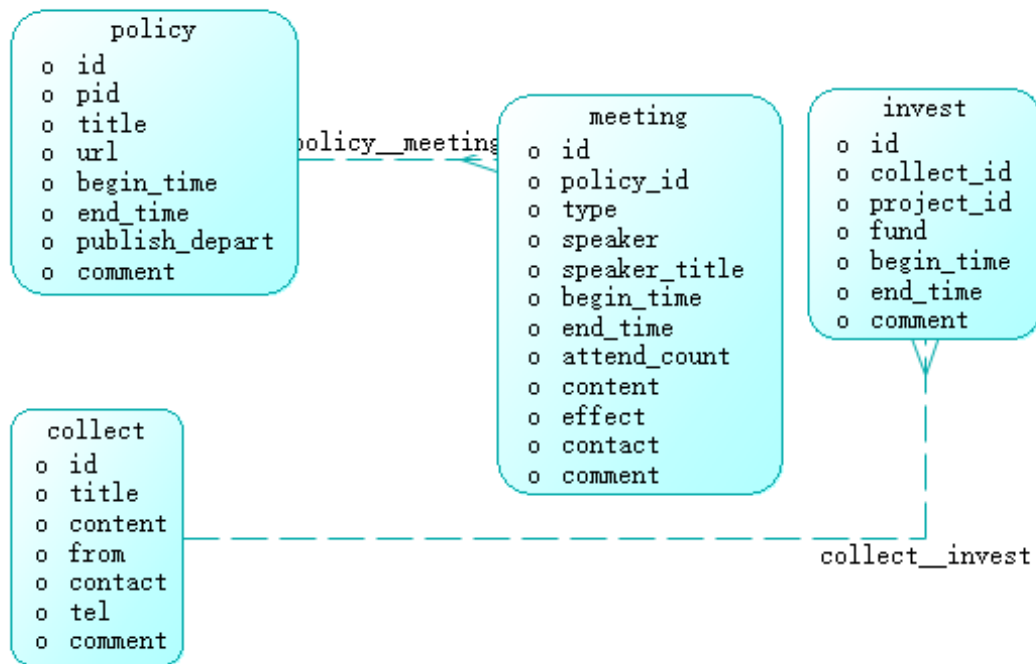 policy
o id
o pid
o title
o url
o begin_time
o end_time
o publish_depart
o comment
policy__meeting
meeting
o id
o policy_id
o type
o speaker
o speaker_title
o begin_time
o end_time
o attend_count
o content
o effect
o contact
o comment
invest
o id
o collect_id
o project_id
o fund
o begin_time
o end_time
o comment
collect
o id
o title
o content
o from
o contact
o tel
o comment
collect__invest